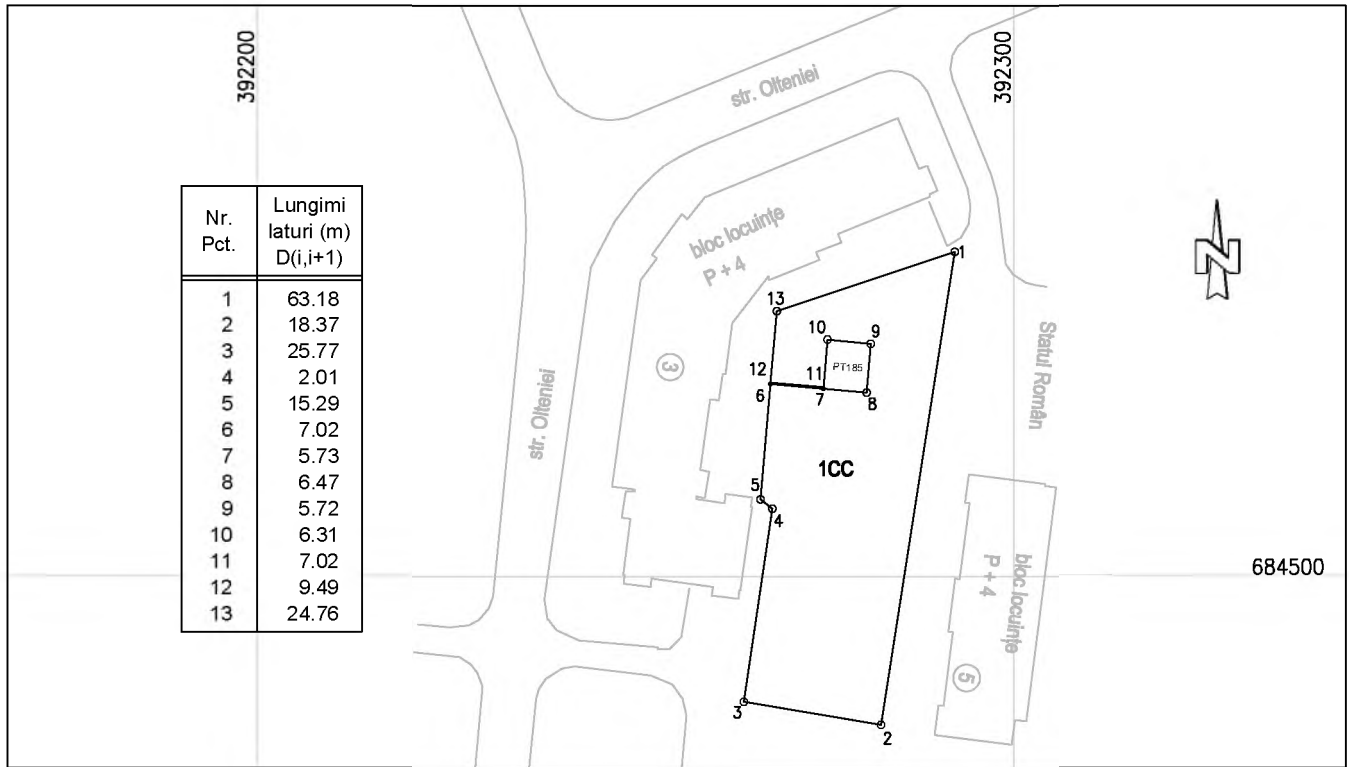 392200
392300
str. Olteniei
Nr. Pct.
Lungimi laturi (m) D(i,i+1)
1 63.18
2 18.37
3 25.77
4 2.01
5 15.29
6 7.02
7 5.73
8 6.47
9 5.72
10 6.31
11 7.02
12 9.49
13 24.76
bloc locuințe
P + 4
1
N
13
10
9
Statul Român
3
PT185
12
11
6
7
8
str. Olteniei
1CC
5
4
684500
bloc locuințe
P + 4
5
3
2